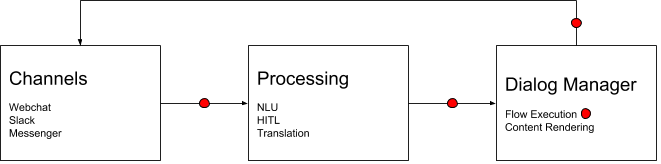 Channels
Webchat
Slack
Messenger
Processing
NLU
HITL
Translation
Dialog Manager
Flow Execution
Content Rendering